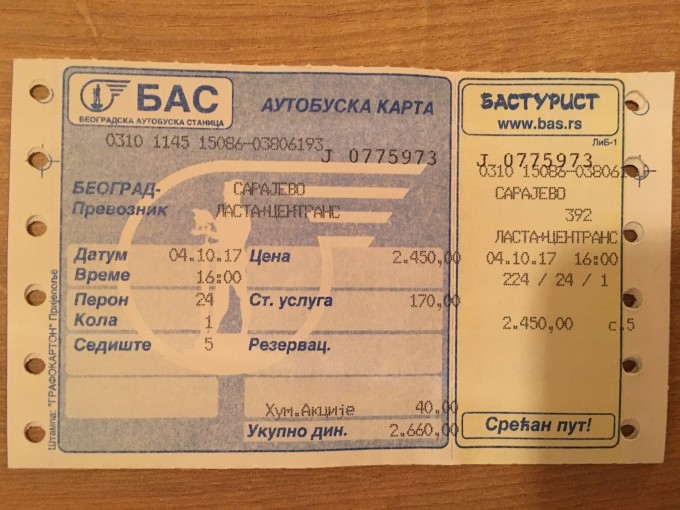 БАС
БЕОГРАДСКА АУТОБУСКА СТАНИЦА
АУТОБУСКА КАРТА
0310 1145 15086-03806193
Ј 0775973
БЕОГРАД-
САРАЈЕВО
Превозник ЛАСТА+ЦЕНТРАНС
Датум 04.10.17 Цена 2.450,00
Време 16:00
Перон 24 Ст. услуга 170,00
Кола 1
Седиште 5 Резервац.
Хум.Акције 40,00
Укупно дин. 2.660,00
Штампа: "ГРАФОКАРТОН" Пријепоље
БАСТУРИСТ
www.bas.rs
ЛиБ-1
Ј 0775973
0310 15086-038061
САРАЈЕВО
392
ЛАСТА+ЦЕНТРАНС
04.10.17 16:00
224 / 24 / 1
2.450,00 с.5
Срећан пут!